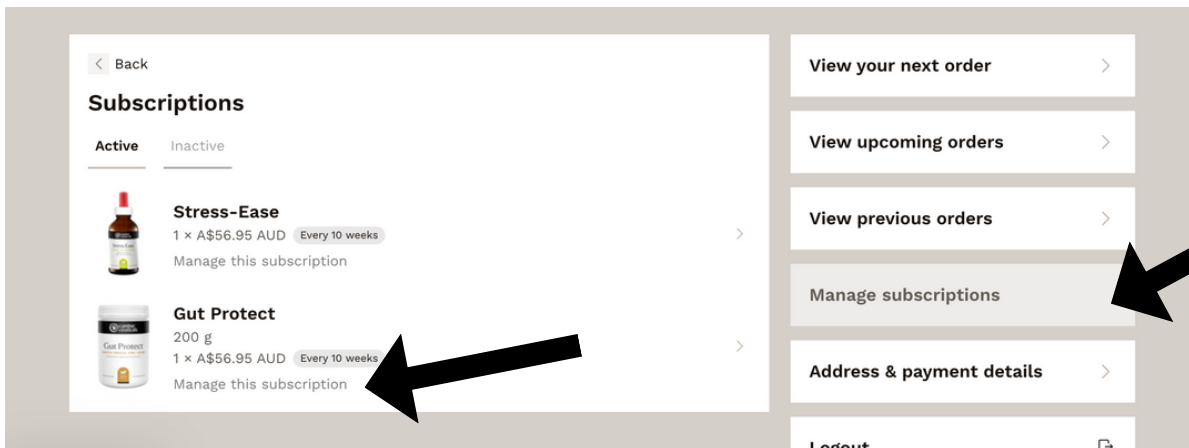 Back
Subscriptions
Active
Inactive
Stress-Ease
1 × A$56.95 AUD Every 10 weeks
Manage this subscription
Gut Protect
Gut Protect
200 g
1 × A$56.95 AUD Every 10 weeks
Manage this subscription
View your next order
View upcoming orders
View previous orders
Manage subscriptions
Address & payment details
Logout